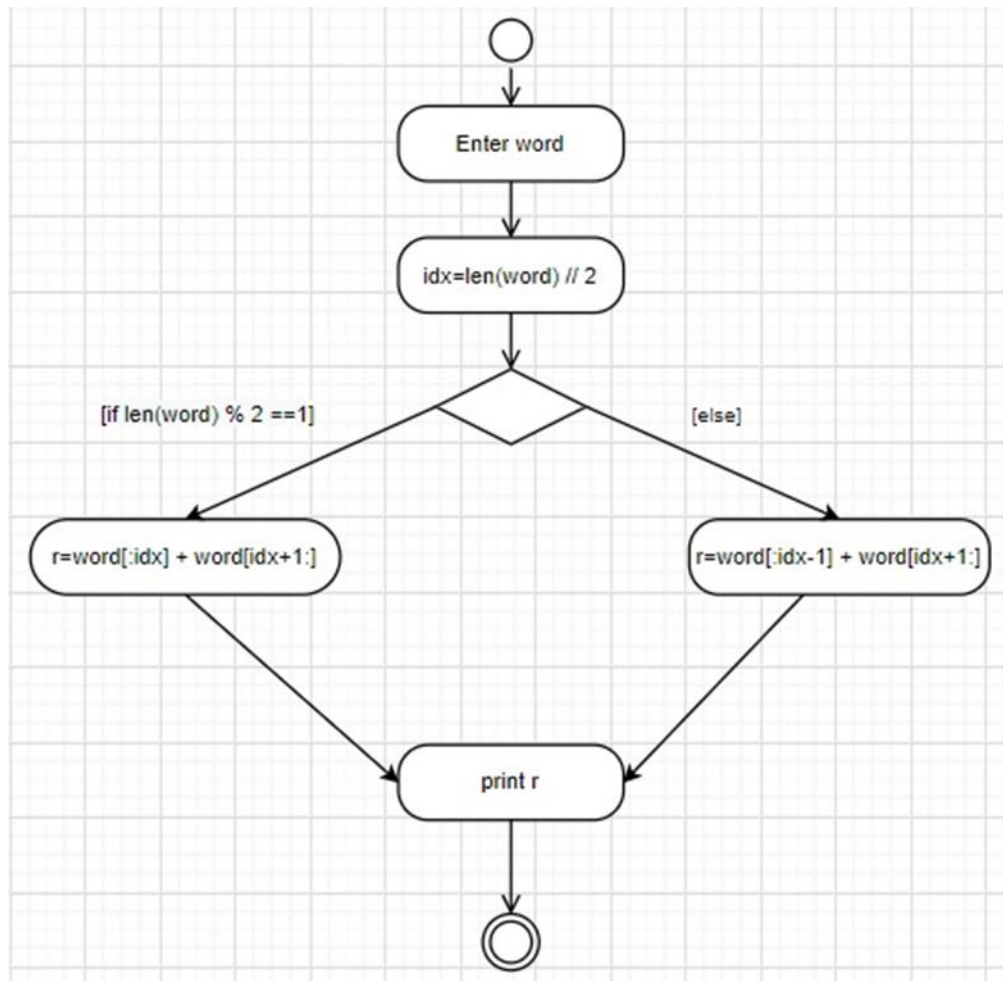 Enter word
idx=len(word) // 2
[if len(word) % 2 ==1]
[else]
r=word[:idx] + word[idx+1:]
r=word[:idx-1] + word[idx+1:]
print r